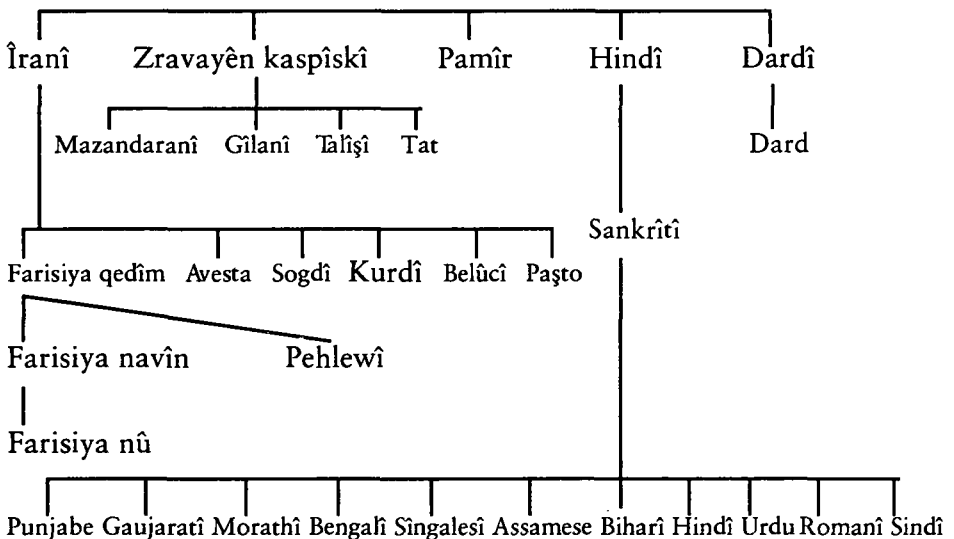 Îranî Zravayên kaspîskî Pamîr Hindî Dardî
Mazandaranî Gîlanî Talîşî Tat Dard
Sankrîtî
Farisiya qedîm Avesta Sogdî Kurdî Belûcî Paşto
Farisiya navîn Pehlewî
Farisiya nû
Punjabe Gaujaratî Morathî Bengalî Sîngalesî Assamese Biharî Hindî Urdu Romanî Sindî